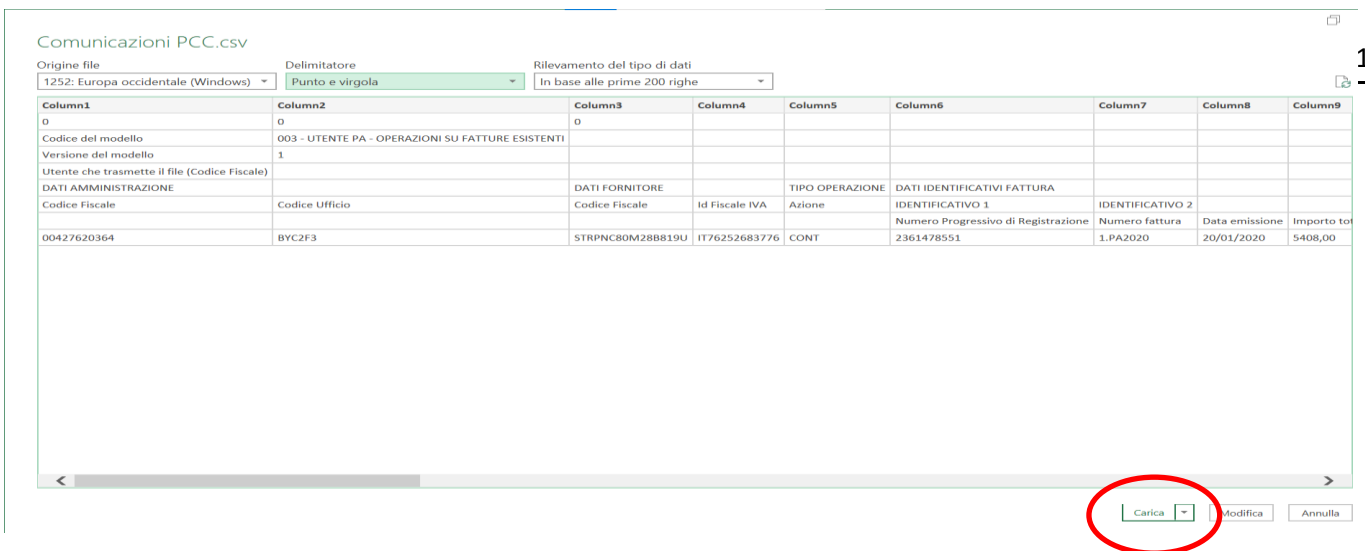 Comunicazioni PCC.csv
1
Origine file Delimitatore Rilevamento del tipo di dati
1252: Europa occidentale (Windows) Punto e virgola In base alle prime 200 righe
Column1 Column2 Column3 Column4 Column5 Column6 Column7 Column8 Column9
0 0 0
Codice del modello 003 - UTENTE PA - OPERAZIONI SU FATTURE ESISTENTI
Versione del modello 1
Utente che trasmette il file (Codice Fiscale)
DATI AMMINISTRAZIONE DATI FORNITORE TIPO OPERAZIONE DATI IDENTIFICATIVI FATTURA
Codice Fiscale Codice Ufficio Codice Fiscale Id Fiscale IVA Azione IDENTIFICATIVO 1 IDENTIFICATIVO 2
Numero Progressivo di Registrazione Numero fattura Data emissione Importo tot
00427620364 BYC2F3 STRPNC80M28B819U IT76252683776 CONT 2361478551 1.PA2020 20/01/2020 5408,00
Carica Modifica Annulla